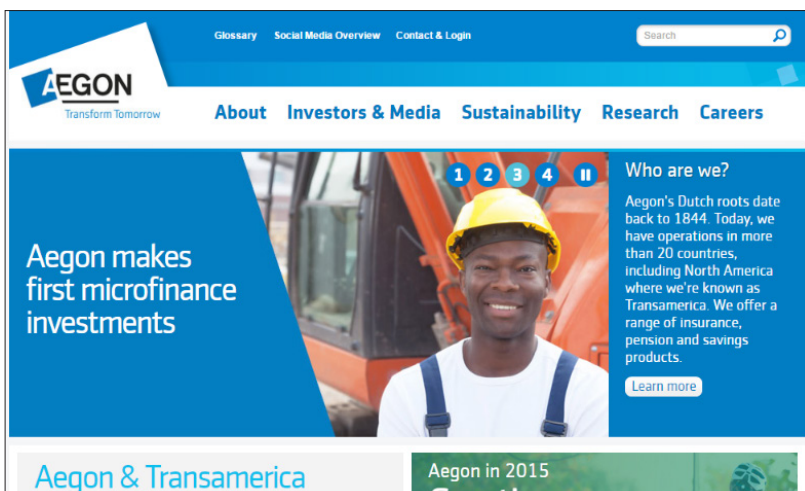 Glossary Social Media Overview Contact & Login Search
AEGON
Transform Tomorrow
About Investors & Media Sustainability Research Careers
1 2 3 4
Aegon makes
first microfinance
investments
Who are we?
Aegon's Dutch roots date
back to 1844. Today, we
have operations in more
than 20 countries,
including North America
where we're known as
Transamerica. We offer a
range of insurance,
pension and savings
products.
Learn more
Aegon & Transamerica
Aegon in 2015